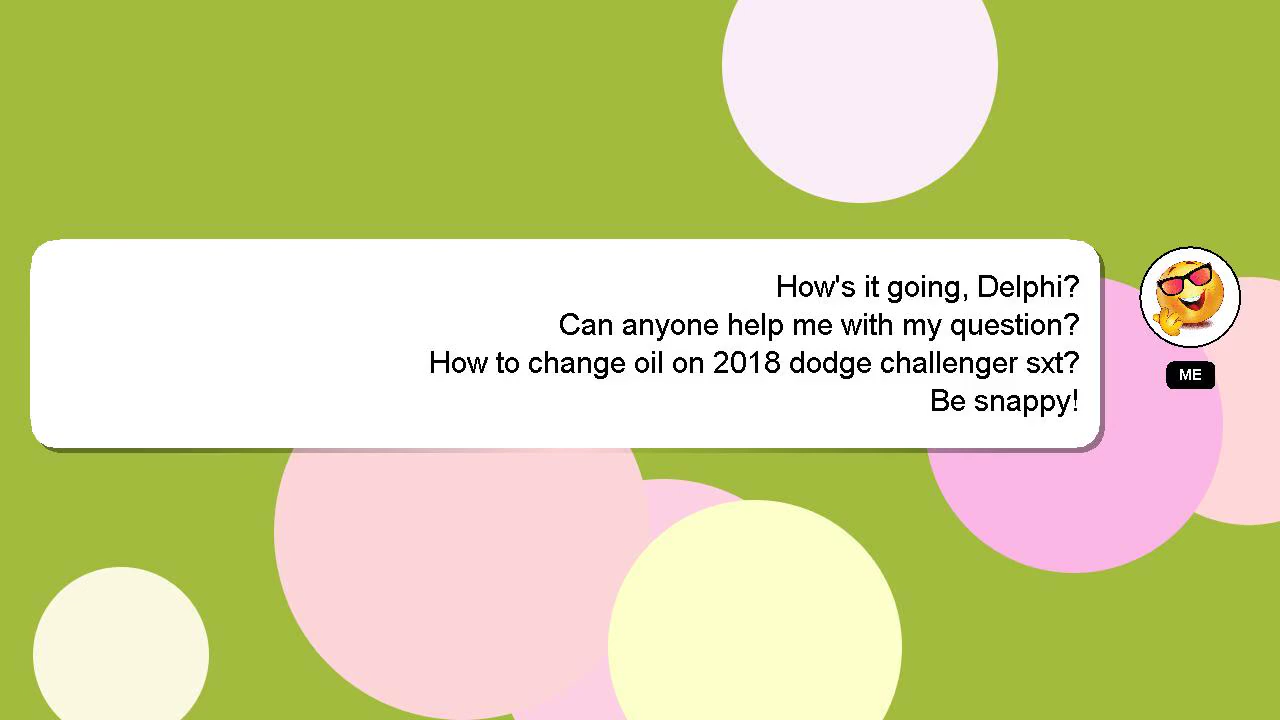 How's it going, Delphi?
Can anyone help me with my question?
How to change oil on 2018 dodge challenger sxt?
Be snappy!
ME